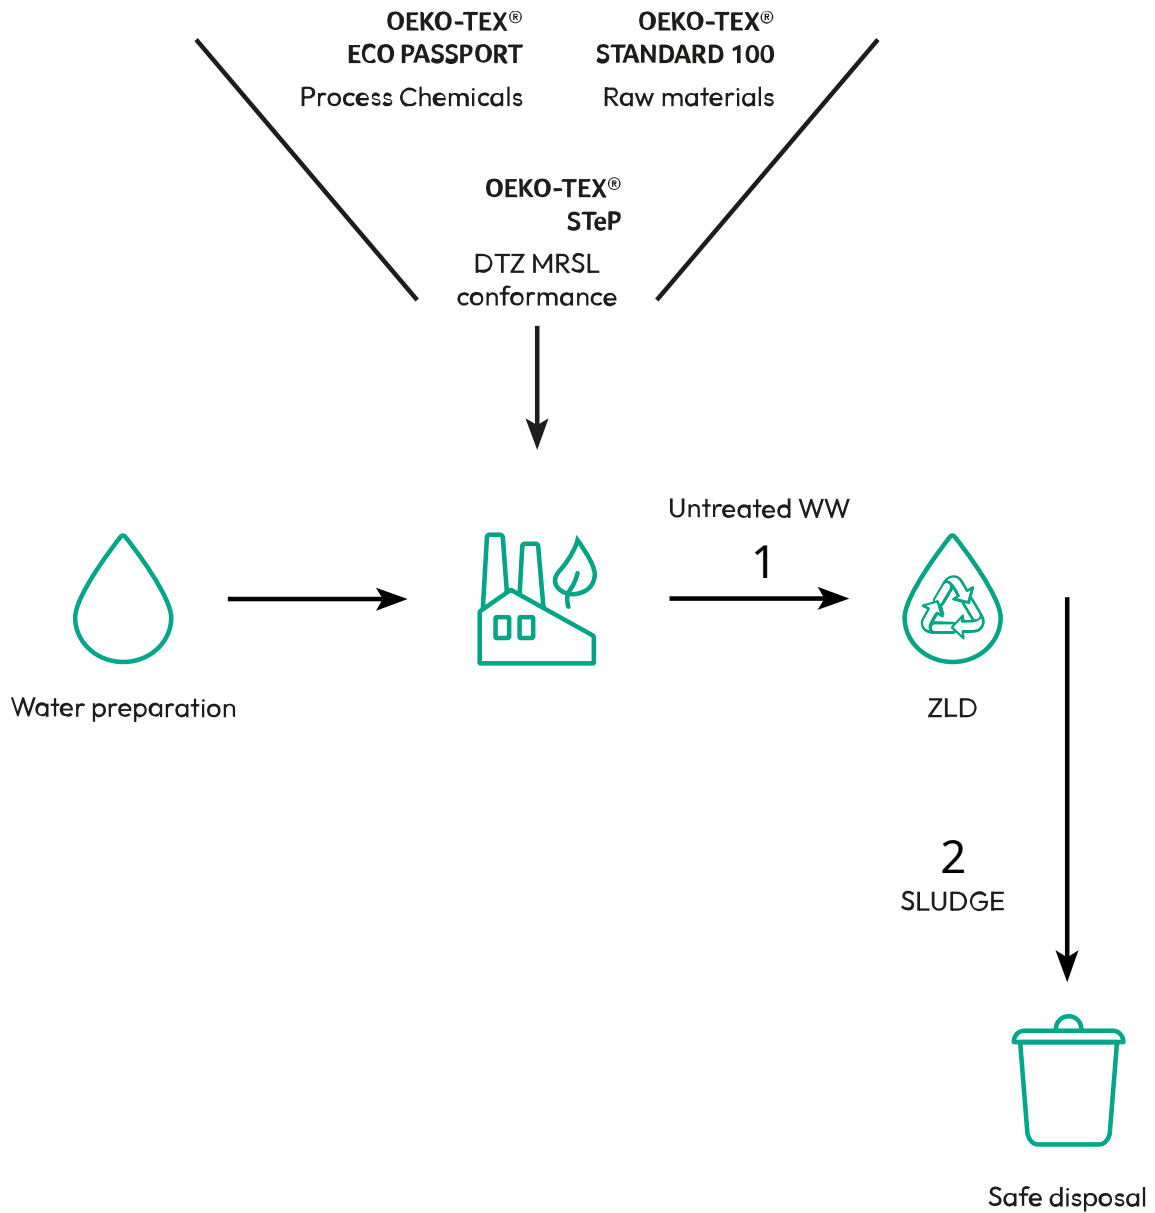 OEKO-TEX®
ECO PASSPORT
Process Chemicals
OEKO-TEX®
STANDARD 100
Raw materials
OEKO-TEX®
STeP
DTZ MRSL
conformance
Untreated WW
1
Water preparation
ZLD
2
SLUDGE
Safe disposal